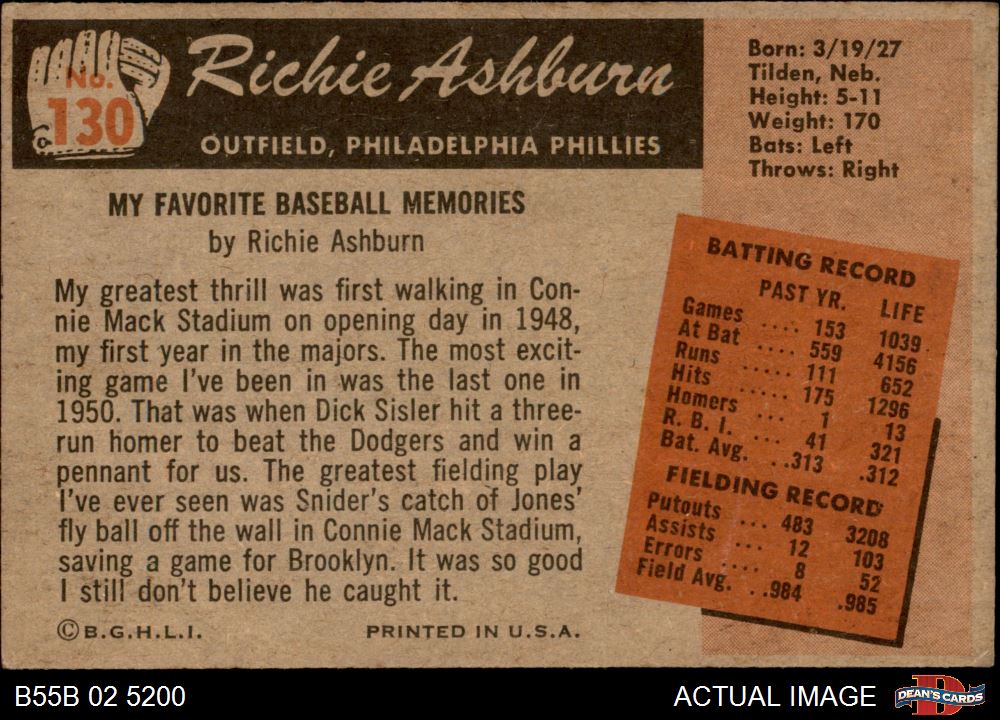 No.
130
Richie Ashburn
OUTFIELD, PHILADELPHIA PHILLIES
Born: 3/19/27
Tilden, Neb.
Height: 5-11
Weight: 170
Bats: Left
Throws: Right
MY FAVORITE BASEBALL MEMORIES
by Richie Ashburn
My greatest thrill was first walking in Con-
nie Mack Stadium on opening day in 1948,
my first year in the majors. The most excit-
ing game I've been in was the last one in
1950. That was when Dick Sisler hit a three-
run homer to beat the Dodgers and win a
pennant for us. The greatest fielding play
I've ever seen was Snider's catch of Jones'
fly ball off the wall in Connie Mack Stadium,
saving a game for Brooklyn. It was so good
I still don't believe he caught it.
©B.G.H.L.I. PRINTED IN U.S.A.
BATTING RECORD
PAST YR. LIFE
Games .... 153 1039
At Bat .... 559 4156
Runs ..... 111 652
Hits ..... 175 1296
Homers ... 1 13
R. B. I. ... 41 321
Bat. Avg. ..313 .312
FIELDING RECORD
Putouts ... 483 3208
Assists ... 12 103
Errors ... 8 52
Field Avg. ..984 .985
B55B 02 5200 ACTUAL IMAGE DEAN'S CARDS